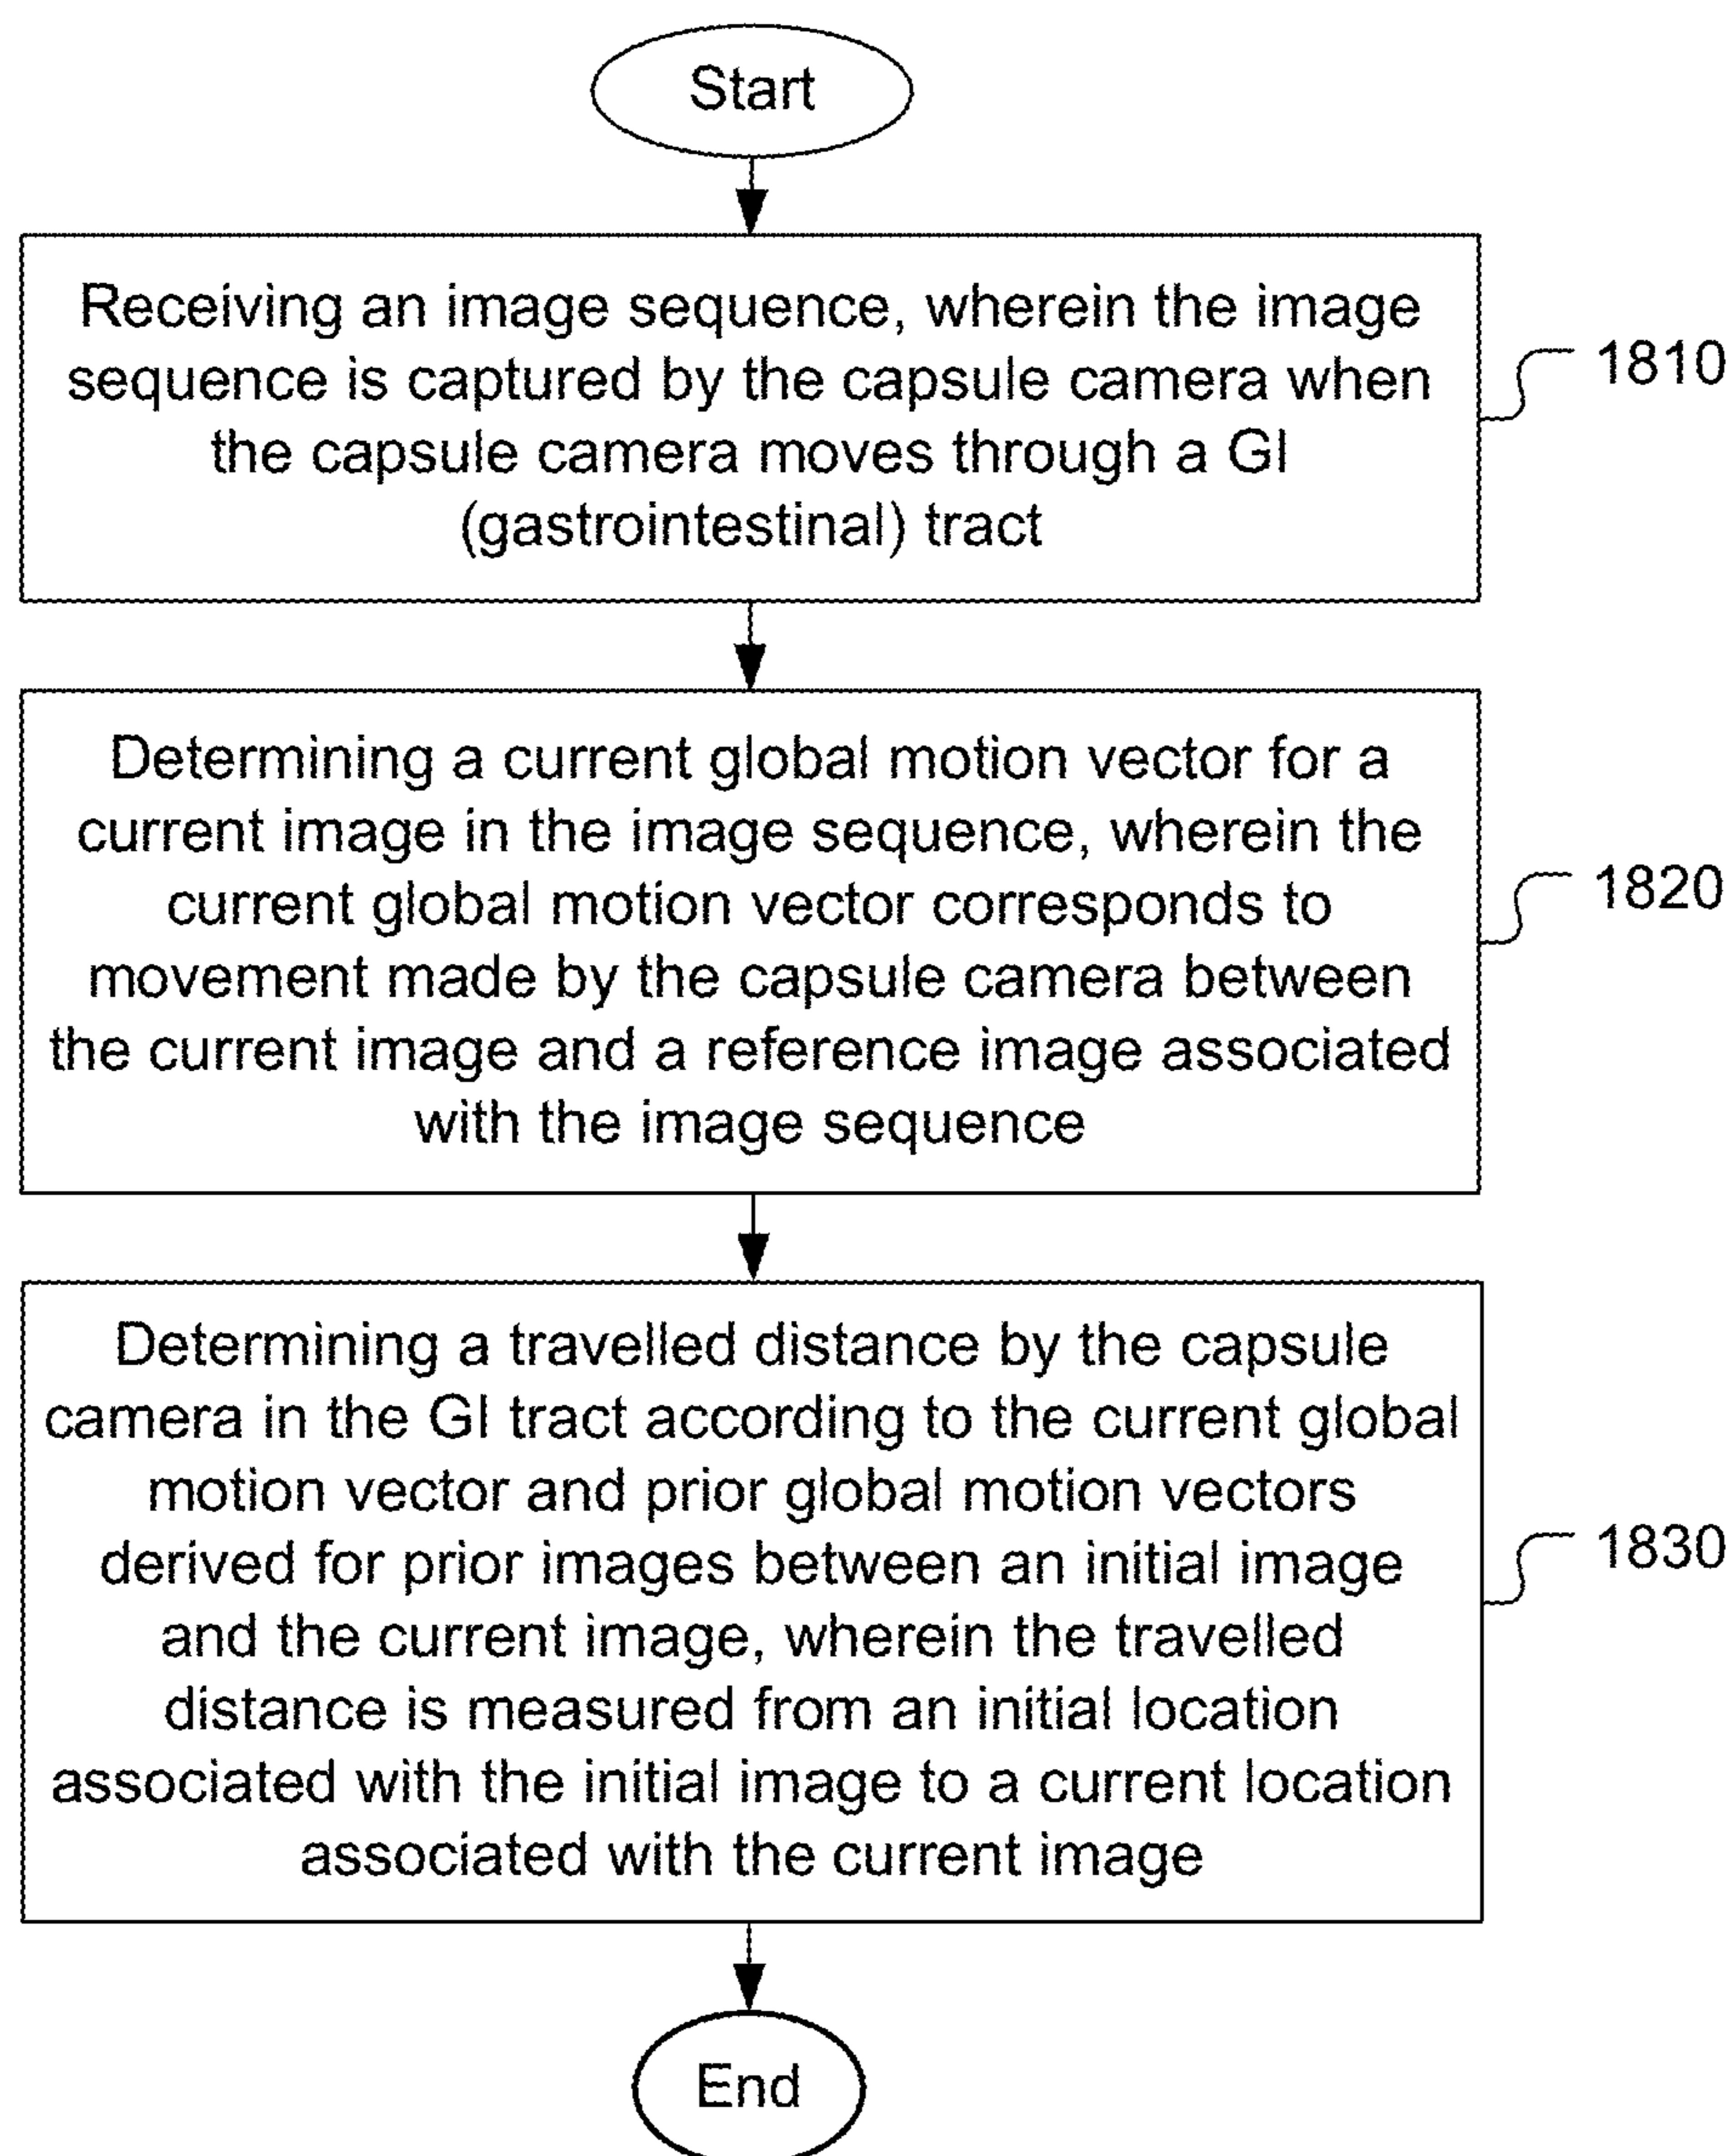 Start
Receiving an image sequence, wherein the image
sequence is captured by the capsule camera when
the capsule camera moves through a GI
(gastrointestinal) tract
1810
Determining a current global motion vector for a
current image in the image sequence, wherein the
current global motion vector corresponds to
movement made by the capsule camera between
the current image and a reference image associated
with the image sequence
1820
Determining a travelled distance by the capsule
camera in the GI tract according to the current global
motion vector and prior global motion vectors
derived for prior images between an initial image
and the current image, wherein the travelled
distance is measured from an initial location
associated with the initial image to a current location
associated with the current image
1830
End